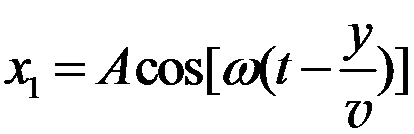 x₁ = A cos[ω(t − y/v)]